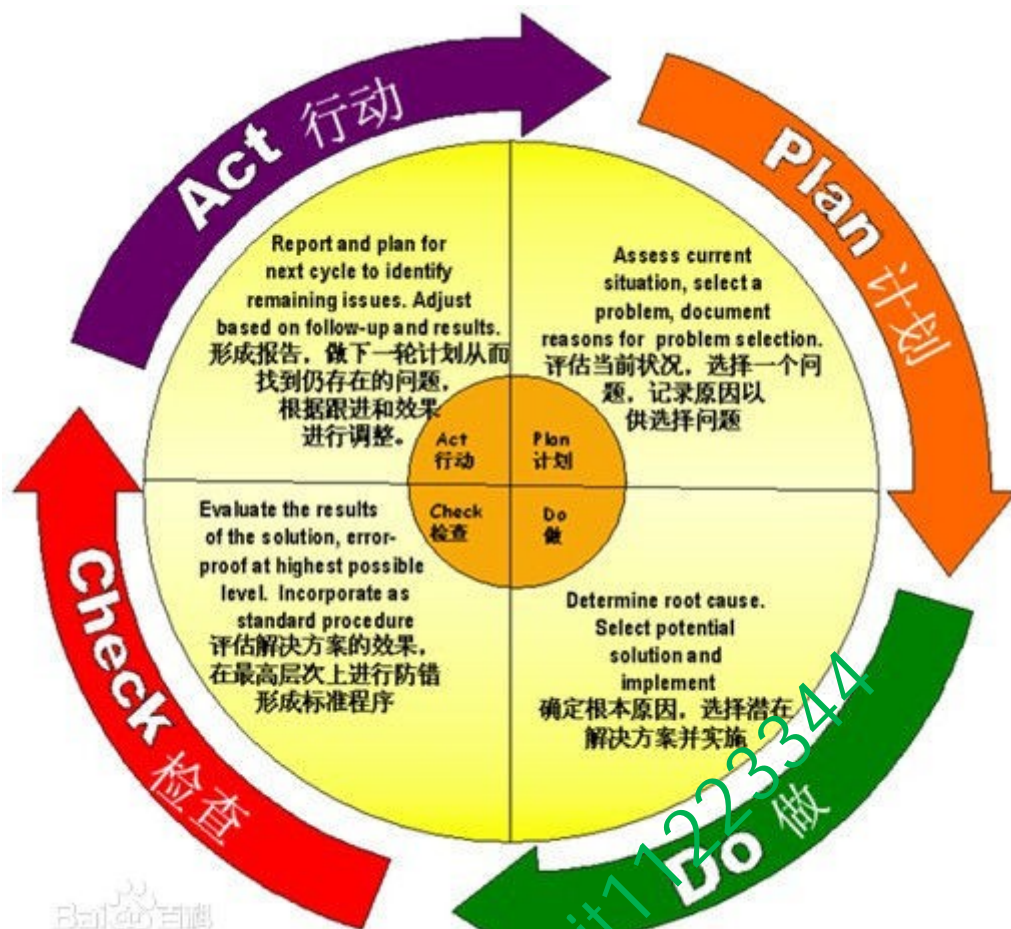 Act 行动
Plan 计划
Report and plan for
next cycle to identify
remaining issues. Adjust
based on follow-up and results.
形成报告，做下一轮计划从而
找到仍存在的问题，
根据跟进和效果
进行调整。
Assess current
situation, select a
problem, document
reasons for problem selection.
评估当前状况，选择一个问
题，记录原因以
供选择问题
Act
行动
Plan
计划
Check
检查
Do
做
Evaluate the results
of the solution, error-
proof at highest possible
level. Incorporate as
standard procedure
评估解决方案的效果，
在最高层次上进行防错
形成标准程序
Determine root cause.
Select potential
solution and
implement
确定根本原因，选择潜在
解决方案并实施
Check 检查
Do 做
Bai du 百科
it11223344